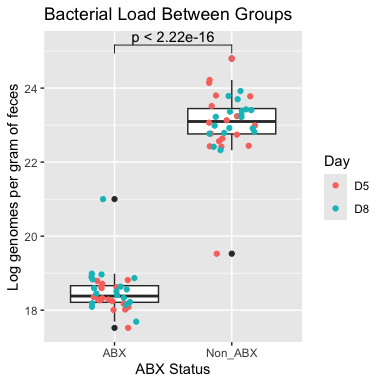 Bacterial Load Between Groups
p < 2.22e-16
24
22
20
18
Log genomes per gram of feces
ABX
Non_ABX
ABX Status
Day
D5
D8